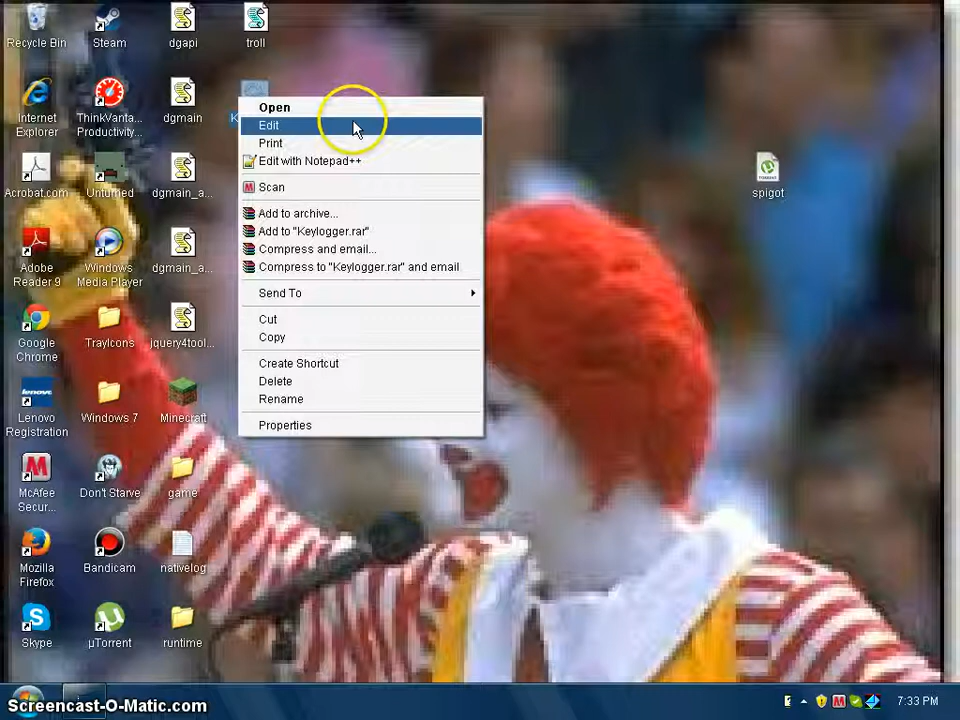 Recycle Bin
Steam
dgapi
troll
Internet
Explorer
ThinkVanta...
Productivity...
dgmain
Acrobat.com
Unturned
dgmain_a...
Adobe
Reader 9
Windows
Media Player
dgmain_a...
Google
Chrome
TrayIcons
jquery4tool...
Lenovo
Registration
Windows 7
Minecraft
McAfee
Secur...
Don't Starve
game
Mozilla
Firefox
Bandicam
nativelog
Skype
µTorrent
runtime
Open
Edit
Print
Edit with Notepad++
Scan
Add to archive...
Add to "Keylogger.rar"
Compress and email...
Compress to "Keylogger.rar" and email
Send To
Cut
Copy
Create Shortcut
Delete
Rename
Properties
spigot
Screencast-O-Matic.com
7:33 PM